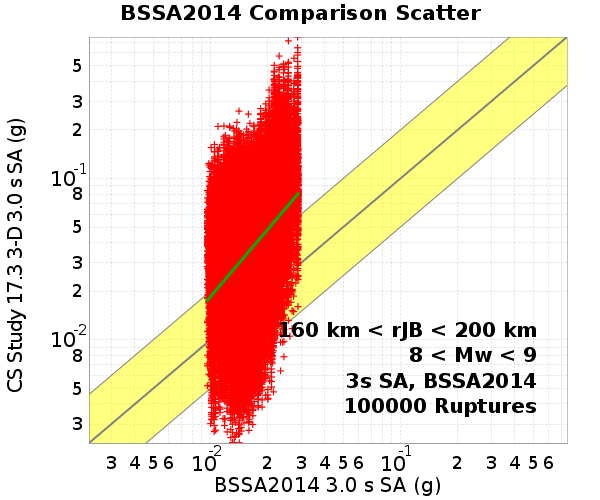 BSSA2014 Comparison Scatter
CS Study 17.3 3-D 3.0 s SA (g)
5
3
2
10-1
8
5
3
2
10-2
8
5
3
160 km < rJB < 200 km
8 < Mw < 9
3s SA, BSSA2014
100000 Ruptures
3 4 5 6 10-2 2 3 4 5 6 10-1 2 3 4 5 6
BSSA2014 3.0 s SA (g)